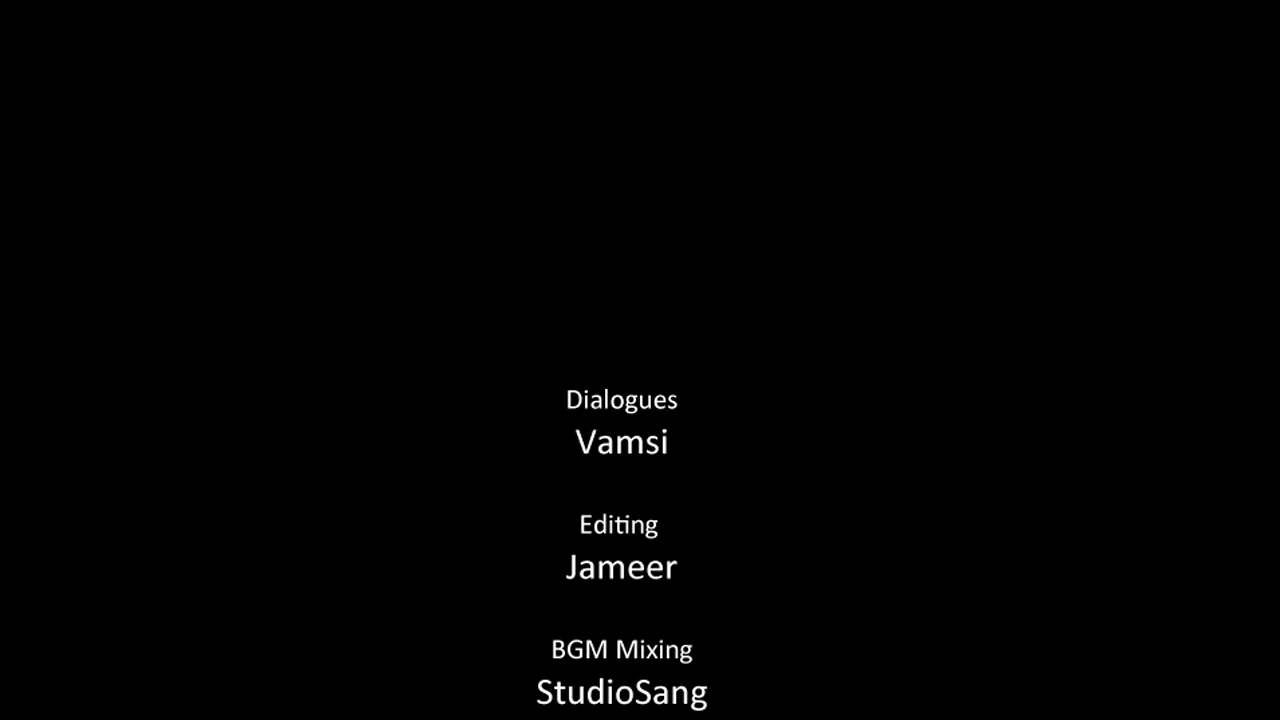 Dialogues
Vamsi
Editing
Jameer
BGM Mixing
StudioSang